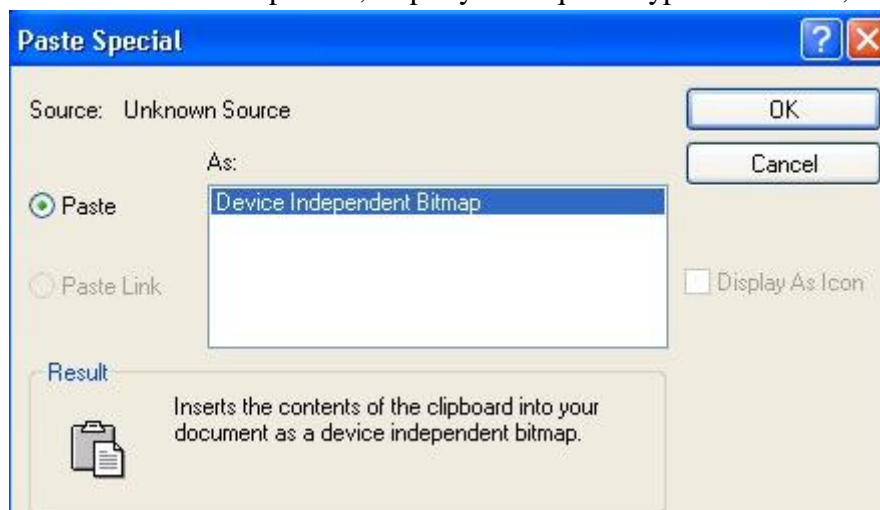 Paste Special
Source: Unknown Source
OK
As:
Cancel
Paste
Device Independent Bitmap
Paste Link
Display As Icon
Result
Inserts the contents of the clipboard into your
document as a device independent bitmap.